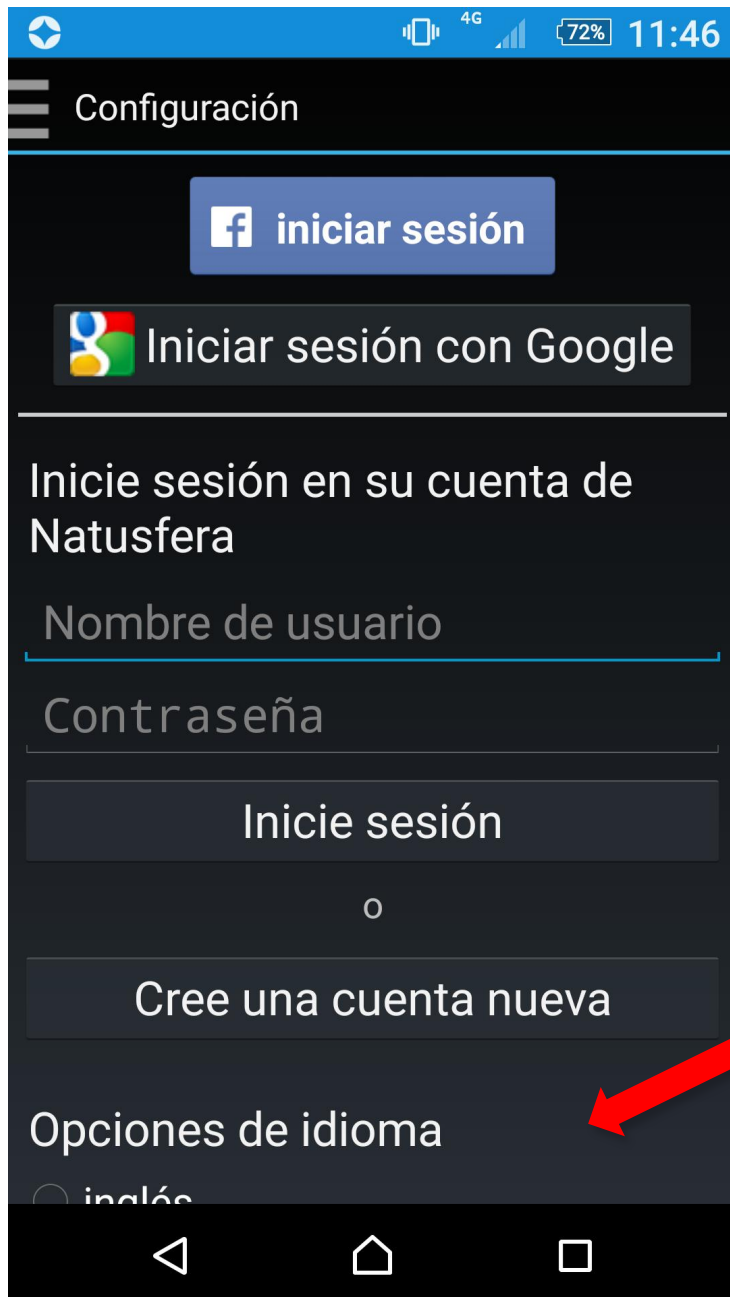 4G 72% 11:46
Configuración
iniciar sesión
Iniciar sesión con Google
Inicie sesión en su cuenta de
Natusfera
Nombre de usuario
Contraseña
Inicie sesión
o
Cree una cuenta nueva
Opciones de idioma
inglés